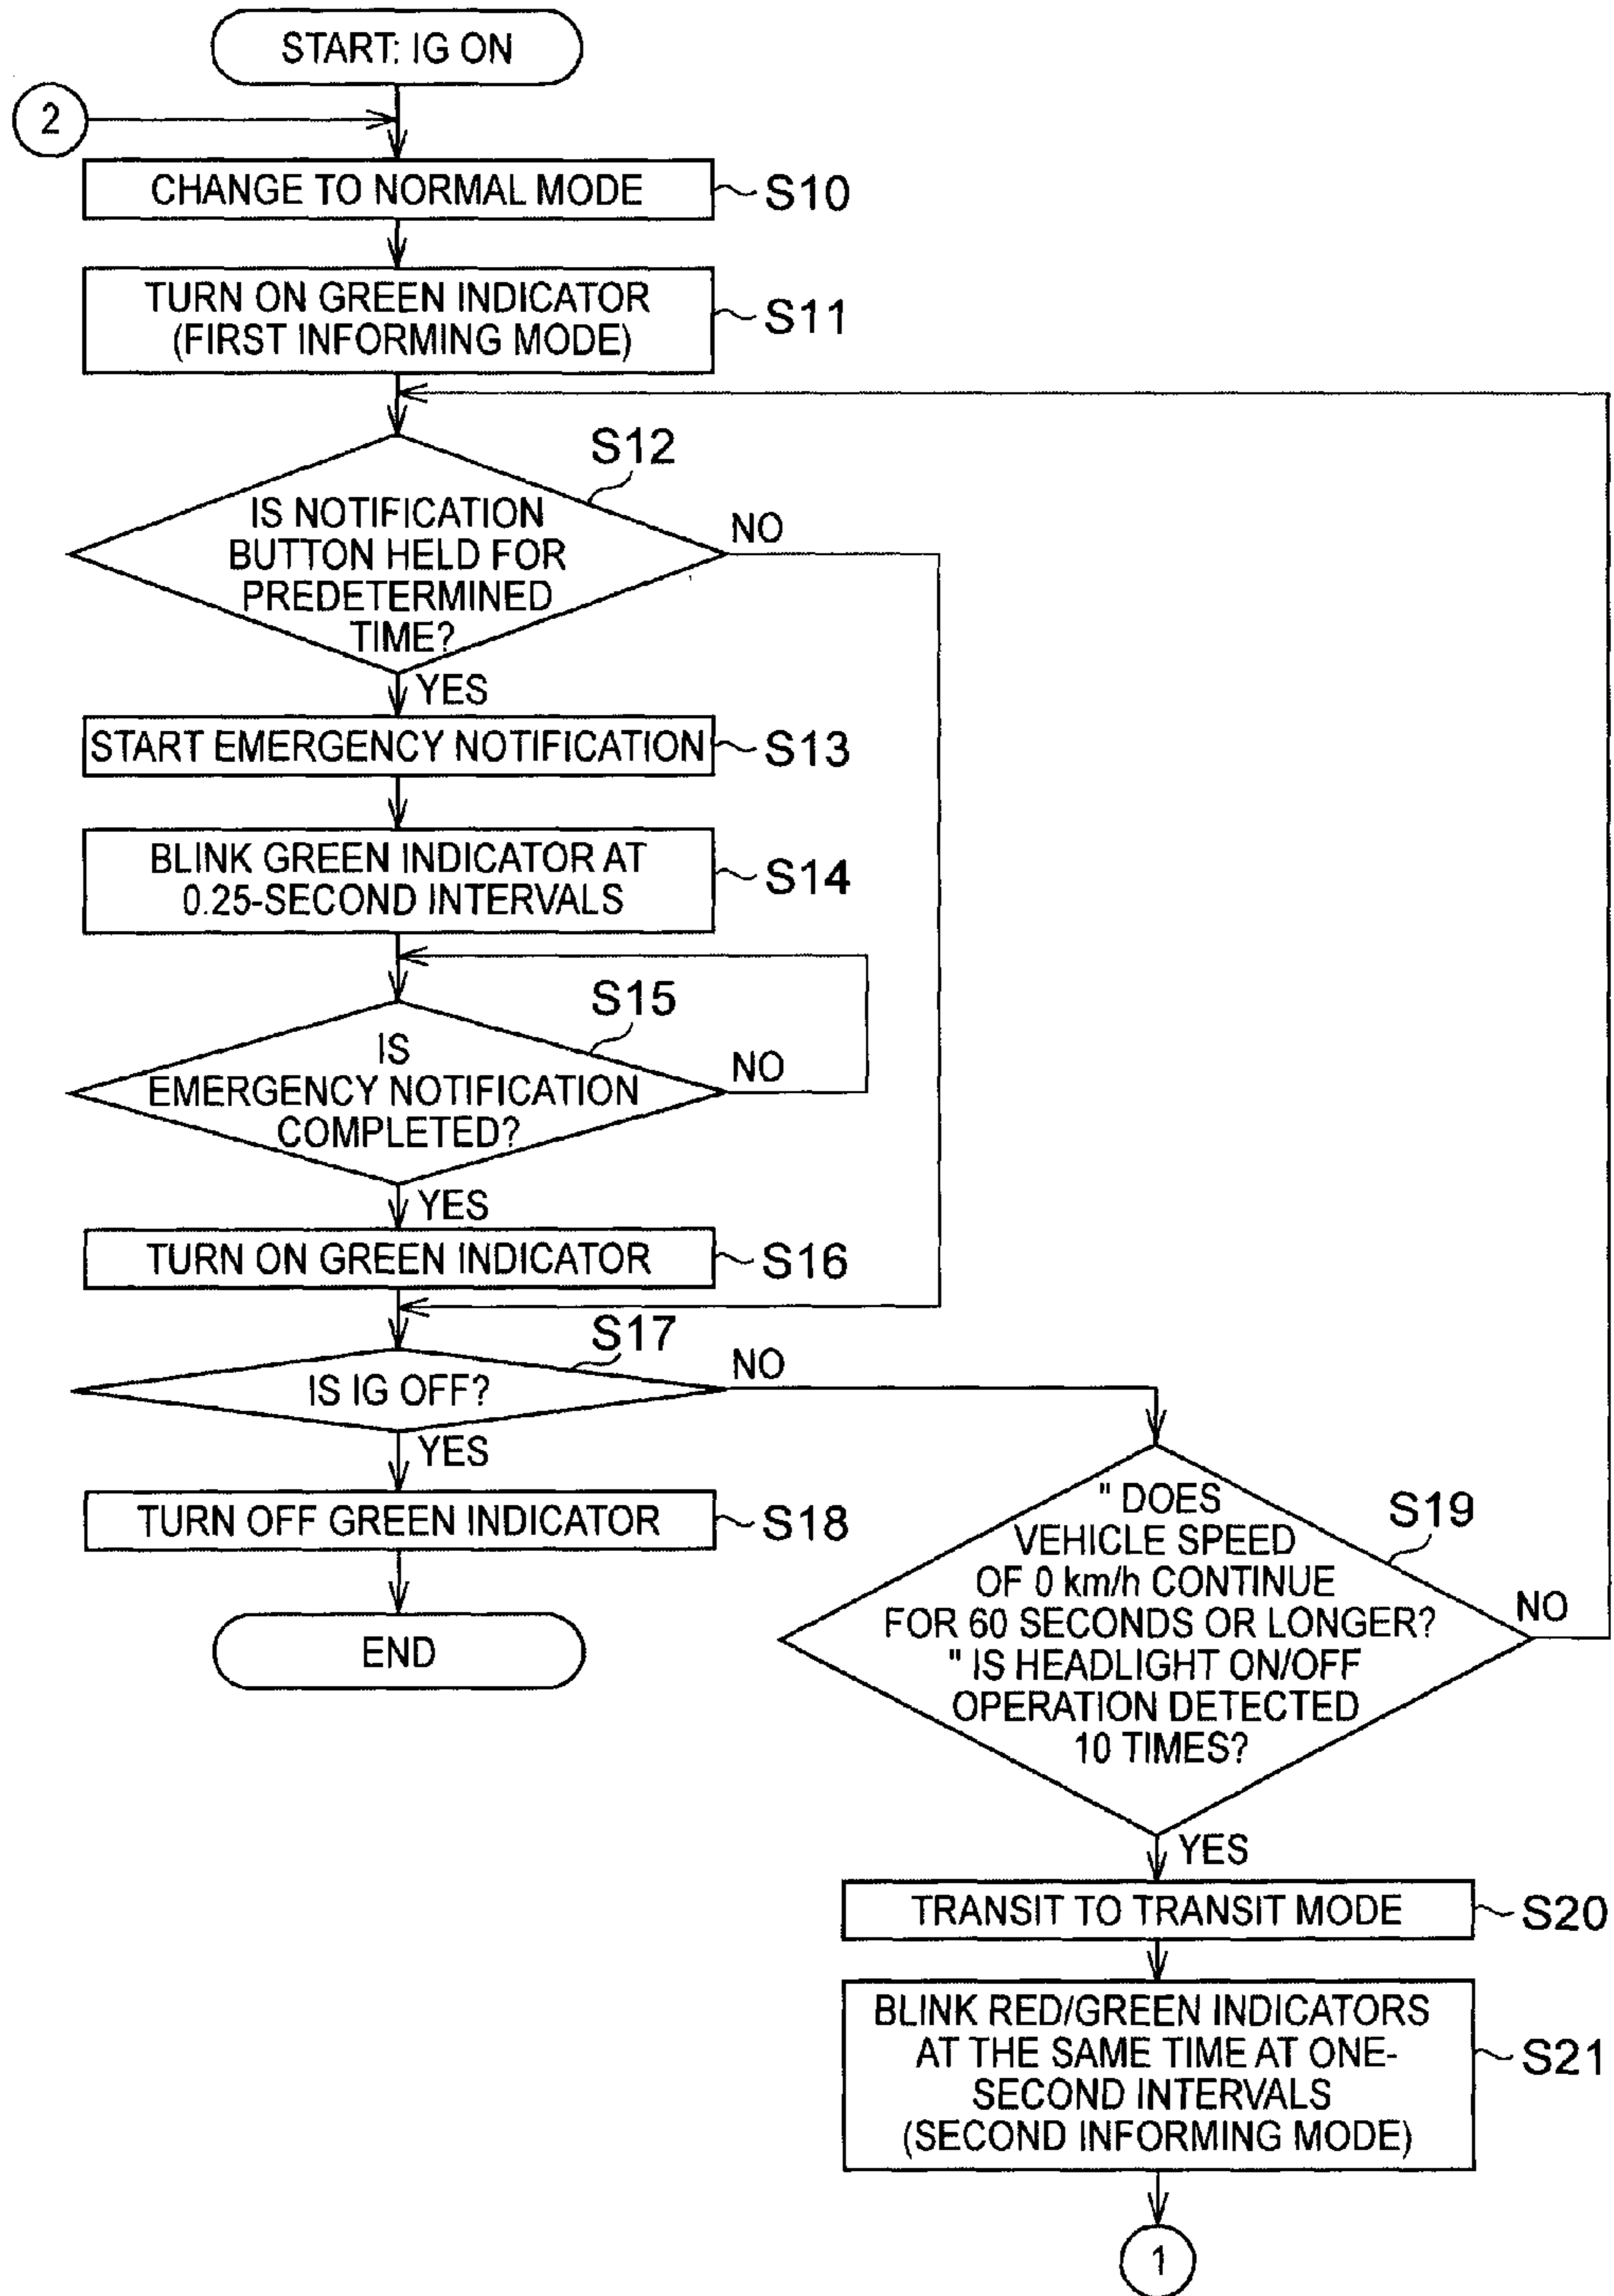 START: IG ON
2
CHANGE TO NORMAL MODE
S10
TURN ON GREEN INDICATOR
(FIRST INFORMING MODE)
S11
S12
IS NOTIFICATION
BUTTON HELD FOR
PREDETERMINED
TIME?
NO
YES
START EMERGENCY NOTIFICATION
S13
BLINK GREEN INDICATOR AT
0.25-SECOND INTERVALS
S14
S15
IS
EMERGENCY NOTIFICATION
COMPLETED?
NO
YES
TURN ON GREEN INDICATOR
S16
S17
IS IG OFF?
NO
YES
TURN OFF GREEN INDICATOR
S18
END
S19
" DOES
VEHICLE SPEED
OF 0 km/h CONTINUE
FOR 60 SECONDS OR LONGER?
" IS HEADLIGHT ON/OFF
OPERATION DETECTED
10 TIMES?
NO
YES
TRANSIT TO TRANSIT MODE
S20
BLINK RED/GREEN INDICATORS
AT THE SAME TIME AT ONE-
SECOND INTERVALS
(SECOND INFORMING MODE)
S21
1